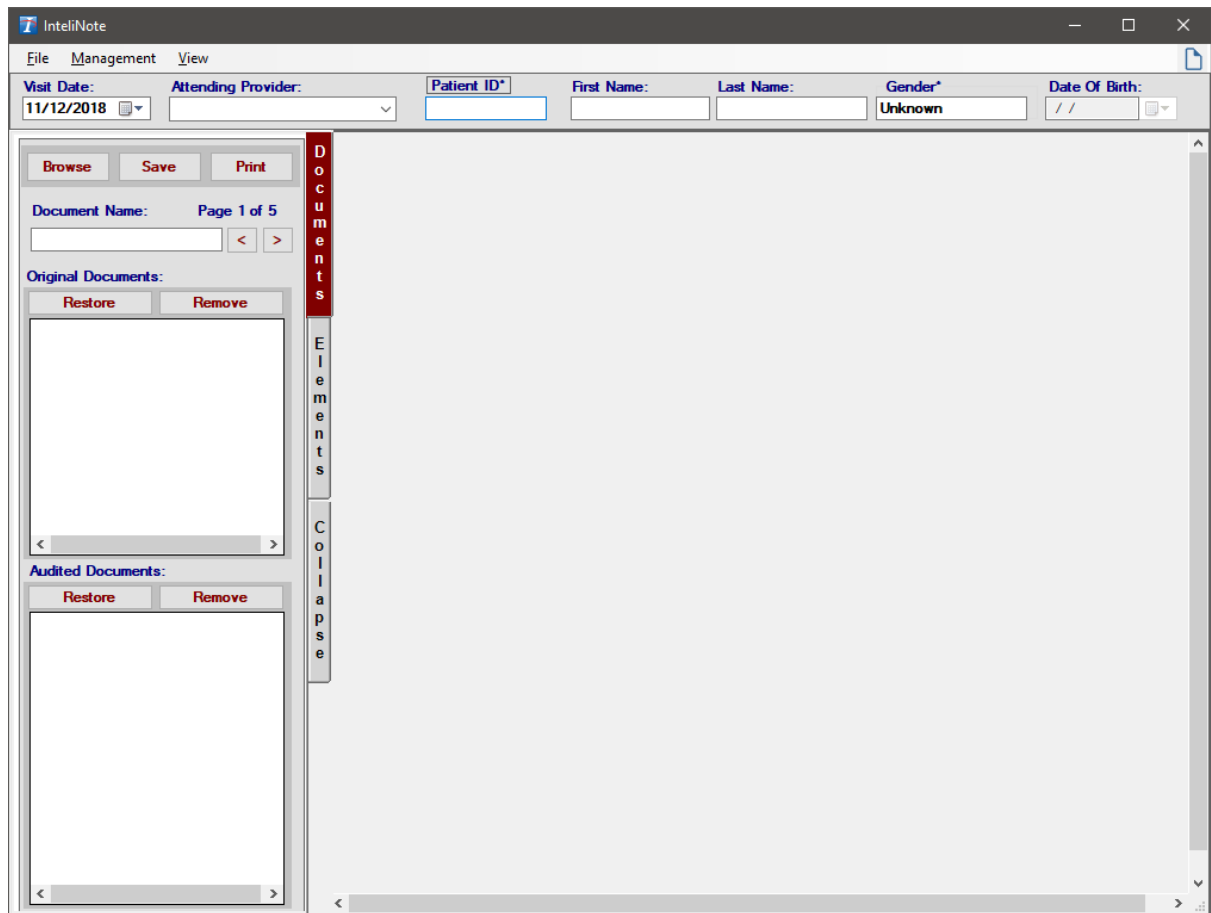 InteliNote
File Management View
Visit Date: Attending Provider: Patient ID* First Name: Last Name: Gender* Date Of Birth:
11/12/2018 Unknown / /
Browse Save Print
Document Name: Page 1 of 5
< >
Original Documents:
Restore Remove
Audited Documents:
Restore Remove
Documents
Elements
Collapse